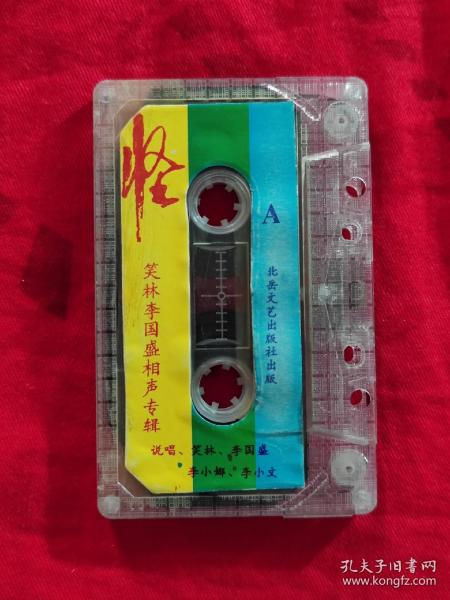 怪
笑林李国盛相声专辑
A
北岳文艺出版社出版
说唱、笑林、李国盛
李小娜、李小文
孔夫子旧书网
www.kongfz.com